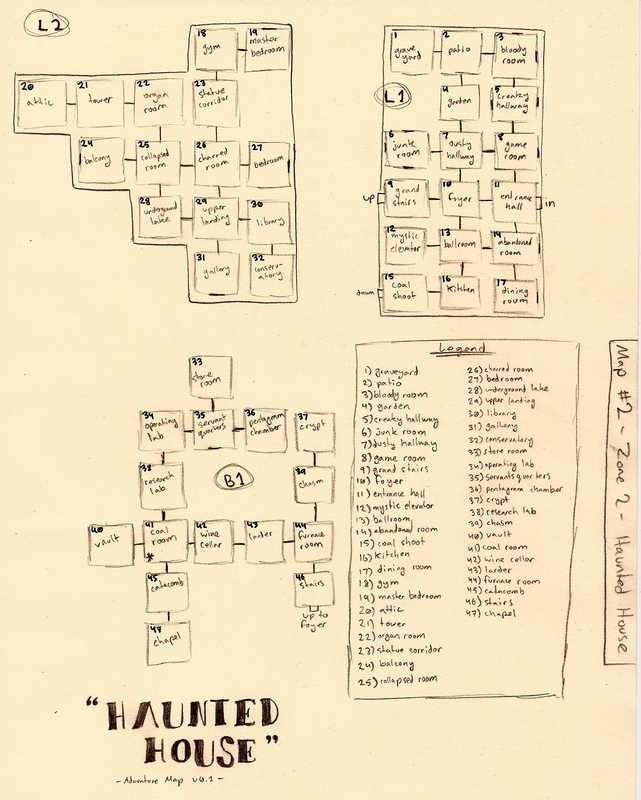 L2
18
gym
19
master
bedroom
20
attic
21
tower
22
organ
room
23
statue
corridor
24
balcony
25
collapsed
room
26
charred
room
27
bedroom
28
underground
lake
29
upper
landing
30
library
31
gallery
32
conserv-
atory
L1
1
grave
yard
2
patio
3
bloody
room
4
garden
5
creaky
hallway
6
junk
room
7
dusty
hallway
8
game
room
up
9
grand
stairs
10
foyer
11
entrance
hall
in
12
mystic
elevator
13
ballroom
14
abandoned
room
down
15
coal
shoot
16
kitchen
17
dining
room
B1
33
store
room
34
operating
lab
35
servant
quarters
36
pentagram
chamber
37
crypt
38
research
lab
39
chasm
40
vault
41
coal
room
*
42
wine
cellar
43
larder
44
furnace
room
45
catacomb
46
stairs
up to
foyer
47
chapel
Legend
1) graveyard
2) patio
3) bloody room
4) garden
5) creaky hallway
6) junk room
7) dusty hallway
8) game room
9) grand stairs
10) foyer
11) entrance hall
12) mystic elevator
13) ballroom
14) abandoned room
15) coal shoot
16) kitchen
17) dining room
18) gym
19) master bedroom
20) attic
21) tower
22) organ room
23) statue corridor
24) balcony
25) collapsed room
26) charred room
27) bedroom
28) underground lake
29) upper landing
30) library
31) gallery
32) conservatory
33) store room
34) operating lab
35) servants quarters
36) pentagram chamber
37) crypt
38) research lab
39) chasm
40) vault
41) coal room
42) wine cellar
43) larder
44) furnace room
45) catacomb
46) stairs
47) chapel
Map #2 - Zone 2 - Haunted House
"HAUNTED
HOUSE"
- Adventure Map v0.1 -